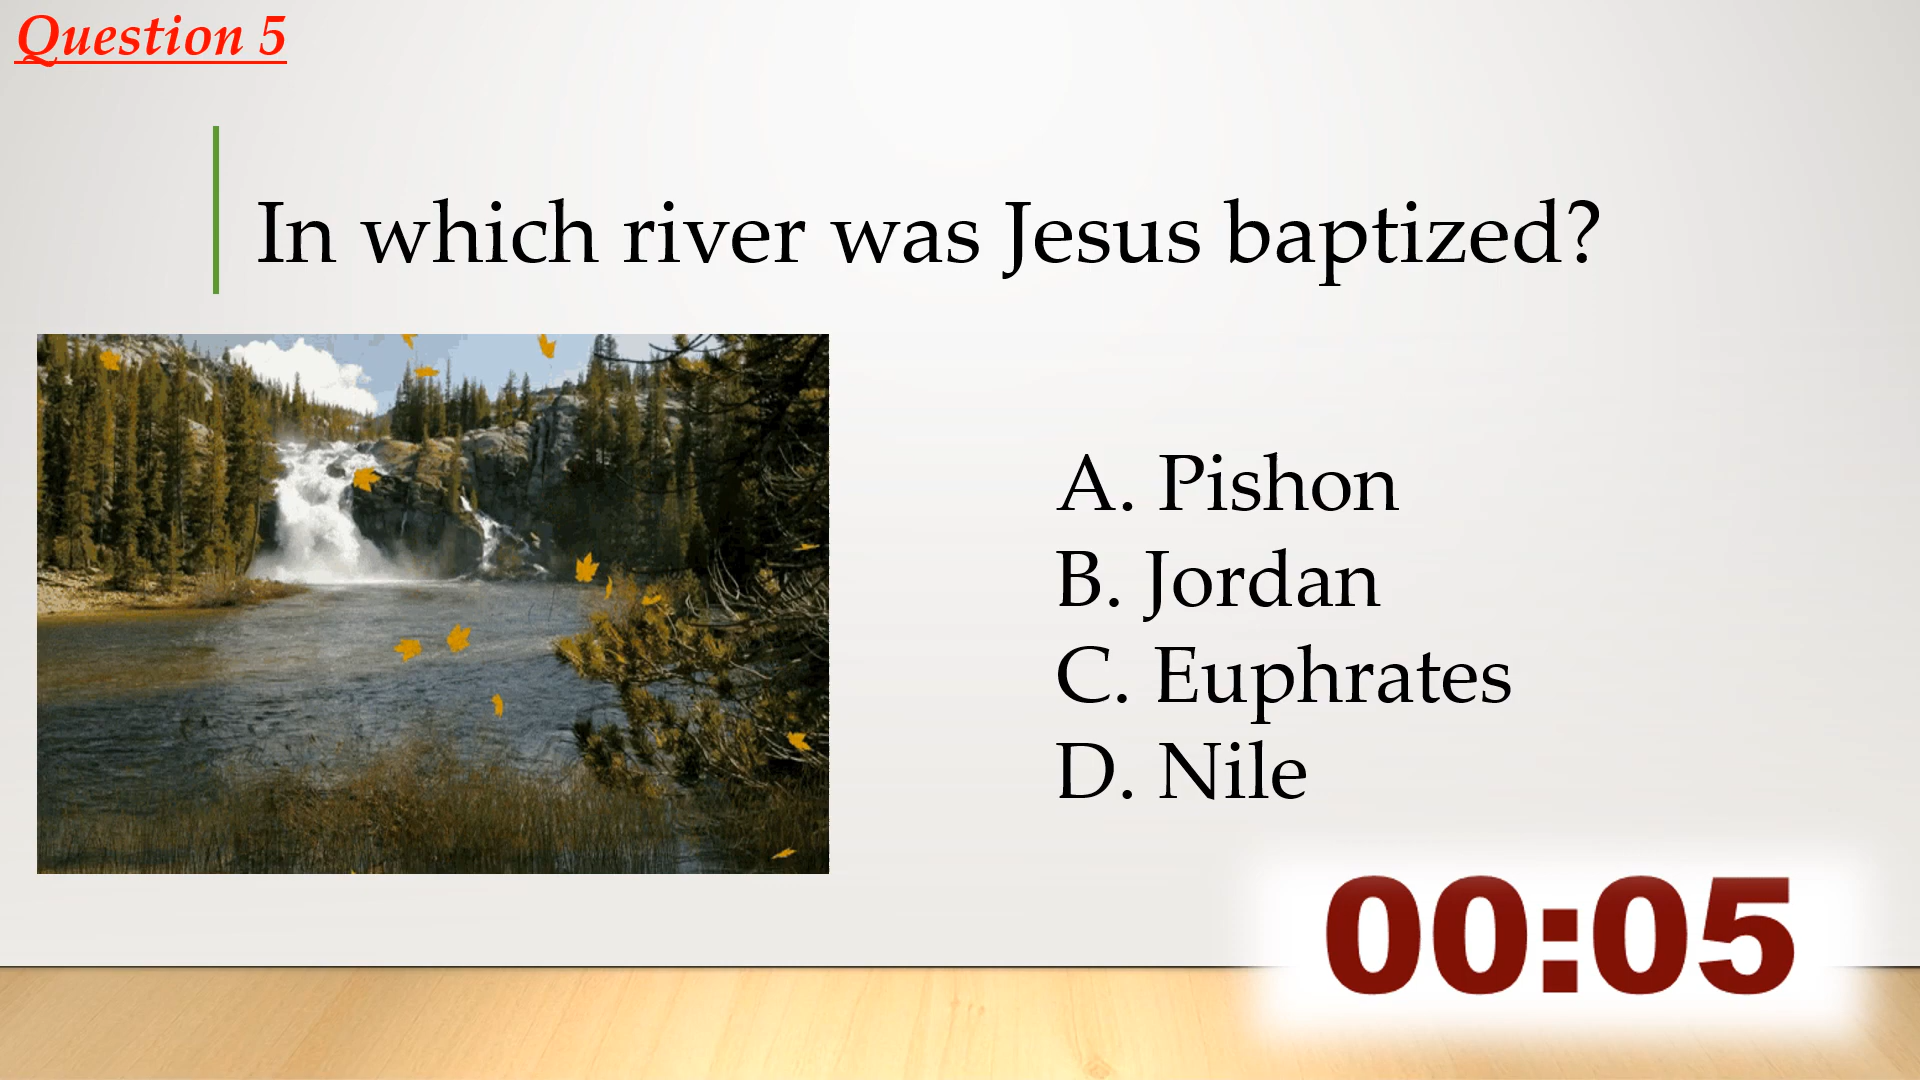 Question 5
In which river was Jesus baptized?
A. Pishon
B. Jordan
C. Euphrates
D. Nile
00:05